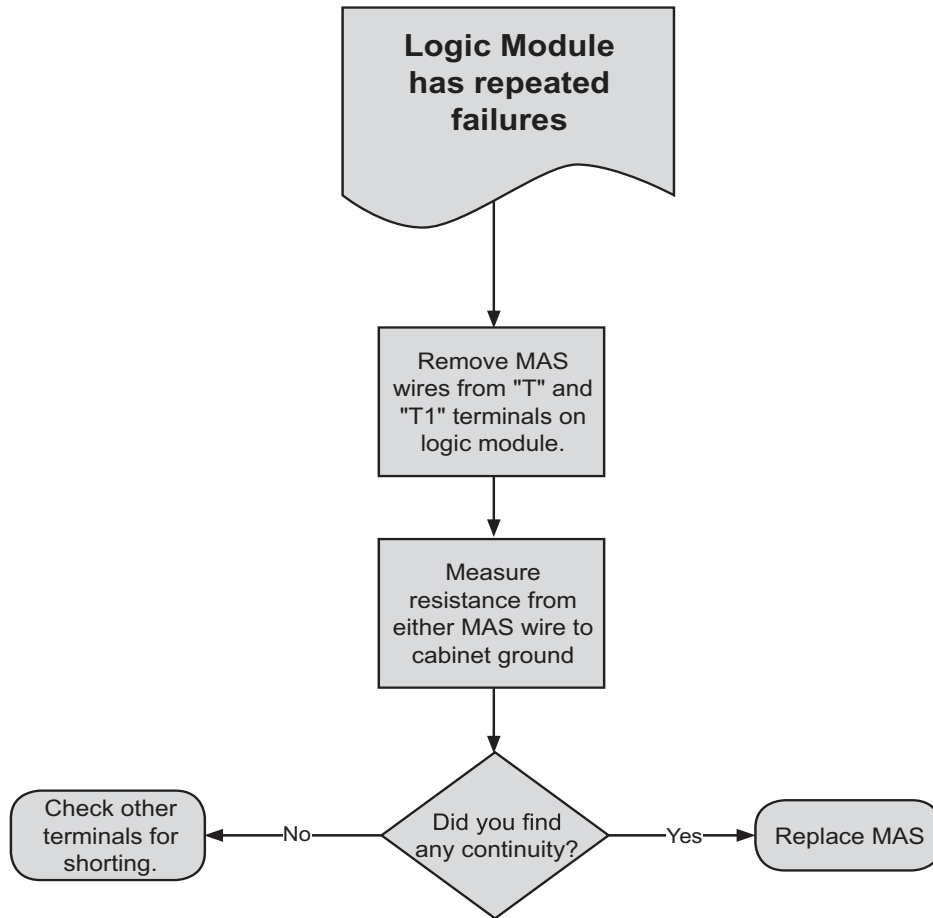 Logic Module
has repeated
failures
Remove MAS
wires from "T" and
"T1" terminals on
logic module.
Measure
resistance from
either MAS wire to
cabinet ground
Did you find
any continuity?
No
Check other
terminals for
shorting.
Yes
Replace MAS